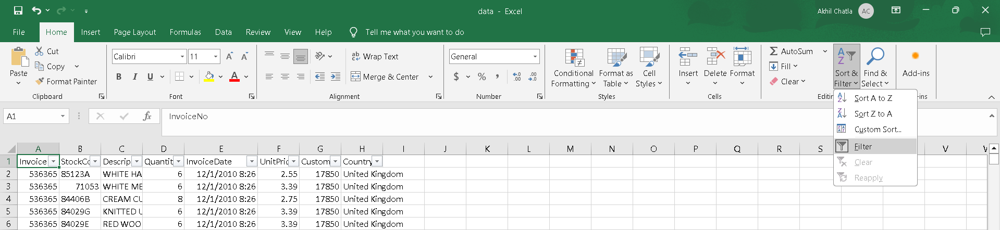 data - Excel
Akhil Chatla AC
File Home Insert Page Layout Formulas Data Review View Help Tell me what you want to do
Paste
Cut
Copy
Format Painter
Clipboard
Calibri 11 A A
B I U A
Font
ab Wrap Text
Merge & Center
Alignment
General
$ % , .00
Number
Conditional Formatting
Format as Table
Cell Styles
Styles
Insert Delete Format
Cells
AutoSum
Fill
Clear
Sort & Filter
Find & Select
Editin
Add-ins
-ins
Sort A to Z
Sort Z to A
Custom Sort...
Filter
Clear
Reapply
A1 fx InvoiceNo
A B C D E F G H I J K L M N O P Q R S V
1 Invoice StockCo Descrip Quantit InvoiceDate UnitPric Custom Country
2 536365 85123A WHITE HA 6 12/1/2010 8:26 2.55 17850 United Kingdom
3 536365 71053 WHITE ME 6 12/1/2010 8:26 3.39 17850 United Kingdom
4 536365 84406B CREAM CU 8 12/1/2010 8:26 2.75 17850 United Kingdom
5 536365 84029G KNITTED U 6 12/1/2010 8:26 3.39 17850 United Kingdom
6 536365 84029E RED WOO 6 12/1/2010 8:26 3.39 17850 United Kingdom